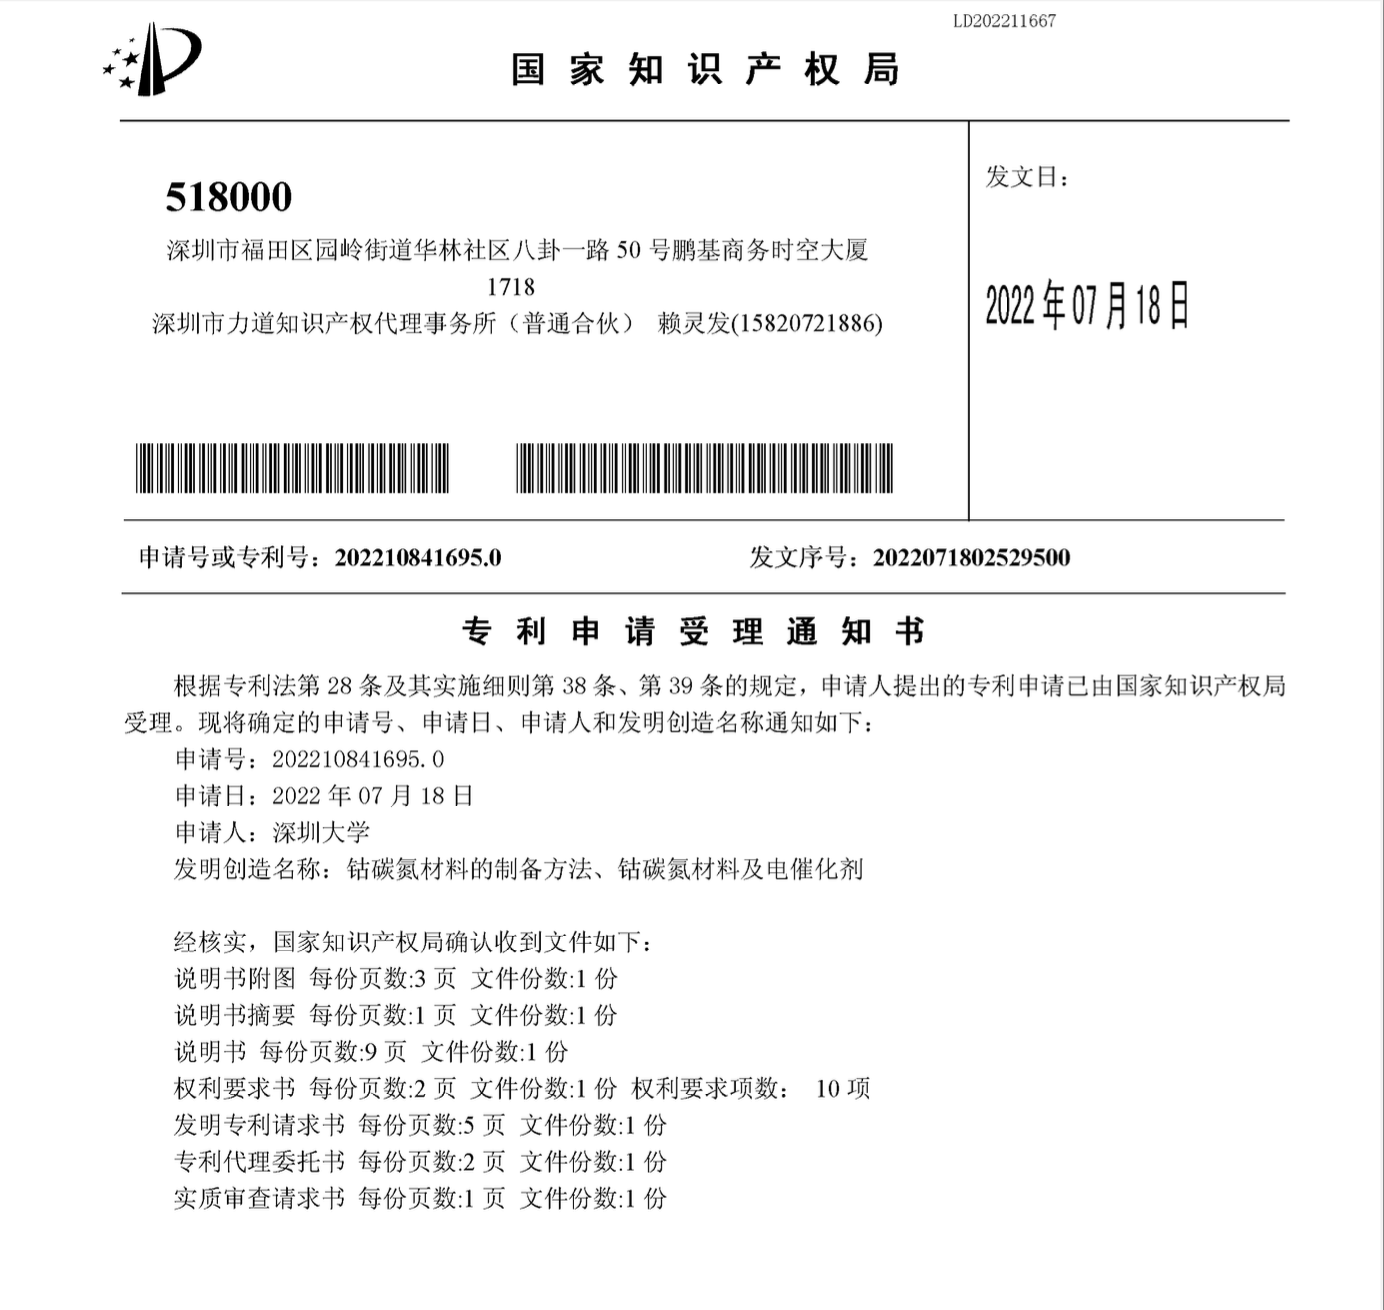 LD202211667
国家知识产权局
518000
发文日：
深圳市福田区园岭街道华林社区八卦一路 50 号鹏基商务时空大厦
1718
2022 年 07 月 18 日
深圳市力道知识产权代理事务所（普通合伙） 赖灵发(15820721886)
申请号或专利号：202210841695.0 发文序号：2022071802529500
专利申请受理通知书
根据专利法第 28 条及其实施细则第 38 条、第 39 条的规定，申请人提出的专利申请已由国家知识产权局
受理。现将确定的申请号、申请日、申请人和发明创造名称通知如下：
申请号：202210841695.0
申请日：2022 年 07 月 18 日
申请人：深圳大学
发明创造名称：钴碳氮材料的制备方法、钴碳氮材料及电催化剂
经核实，国家知识产权局确认收到文件如下：
说明书附图 每份页数:3 页 文件份数:1 份
说明书摘要 每份页数:1 页 文件份数:1 份
说明书 每份页数:9 页 文件份数:1 份
权利要求书 每份页数:2 页 文件份数:1 份 权利要求项数： 10 项
发明专利请求书 每份页数:5 页 文件份数:1 份
专利代理委托书 每份页数:2 页 文件份数:1 份
实质审查请求书 每份页数:1 页 文件份数:1 份